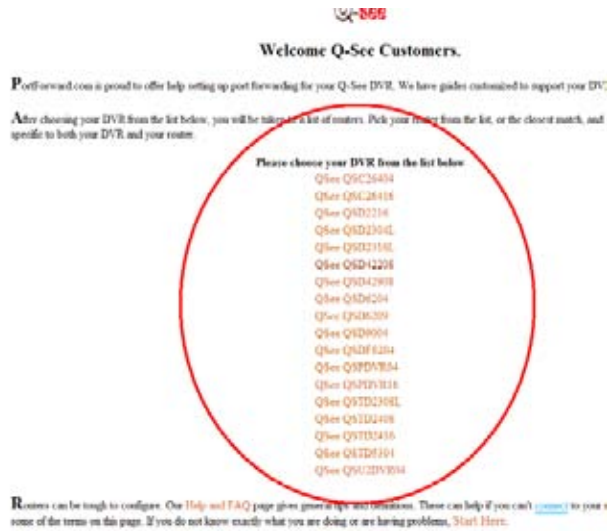 Q-See
Welcome Q-See Customers.
PortForward.com is proud to offer help setting up port forwarding for your Q-See DVR. We have guides customized to support your DV
After choosing your DVR from the list below, you will be taken to a list of routers. Pick your router from the list, or the closest match, and
specific to both your DVR and your router.
Please choose your DVR from the list below
QSee QSC26404
QSee QSC26416
QSee QSD2216
QSee QSD2304L
QSee QSD2316L
QSee QSD42208
QSee QSD42908
QSee QSD6204
QSee QSD6209
QSee QSD9004
QSee QSDF8204
QSee QSPDVR04
QSee QSPDVR16
QSee QSTD2308L
QSee QSTD2408
QSee QSTD2416
QSee QSTD5304
QSee QSU2DVR04
Routers can be tough to configure. Our Help and FAQ page gives general tips and definitions. These can help if you can't connect to your
some of the terms on this page. If you do not know exactly what you are doing or are having problems, Start Here.